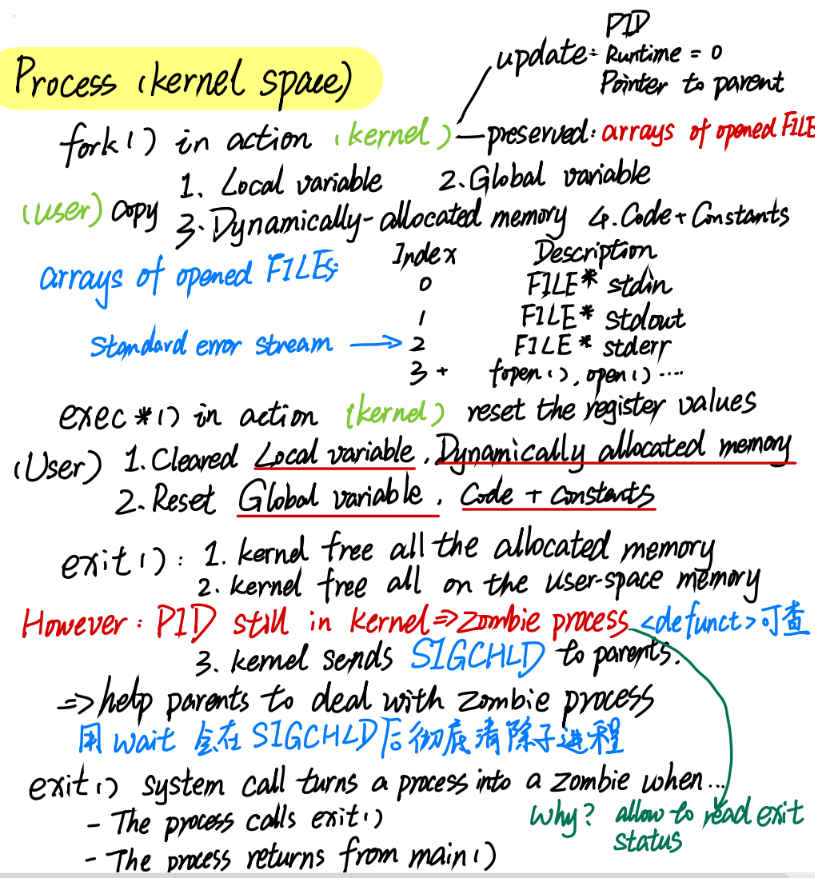 PID
update: Runtime = 0
Pointer to parent
Process (kernel space)
fork() in action (kernel) — preserved: arrays of opened FILE
(user) copy 1. Local variable 2. Global variable
3. Dynamically-allocated memory 4. Code + Constants
arrays of opened FILEs
Index Description
0 FILE* stdin
1 FILE* stdout
Standard error stream → 2 FILE* stderr
3 + fopen(), open() ....
exec*() in action (kernel) reset the register values
(User) 1. Cleared Local variable, Dynamically allocated memory
2. Reset Global variable, Code + constants
exit(): 1. kernel free all the allocated memory
2. kernel free all on the user-space memory
However: PID still in kernel ⇒ zombie process <defunct>可查
3. kernel sends SIGCHLD to parents.
⇒ help parents to deal with zombie process
用 wait 会在 SIGCHLD 后彻底清除子进程
exit() system call turns a process into a zombie when...
- The process calls exit()
- The process returns from main()
Why? allow to read exit
status